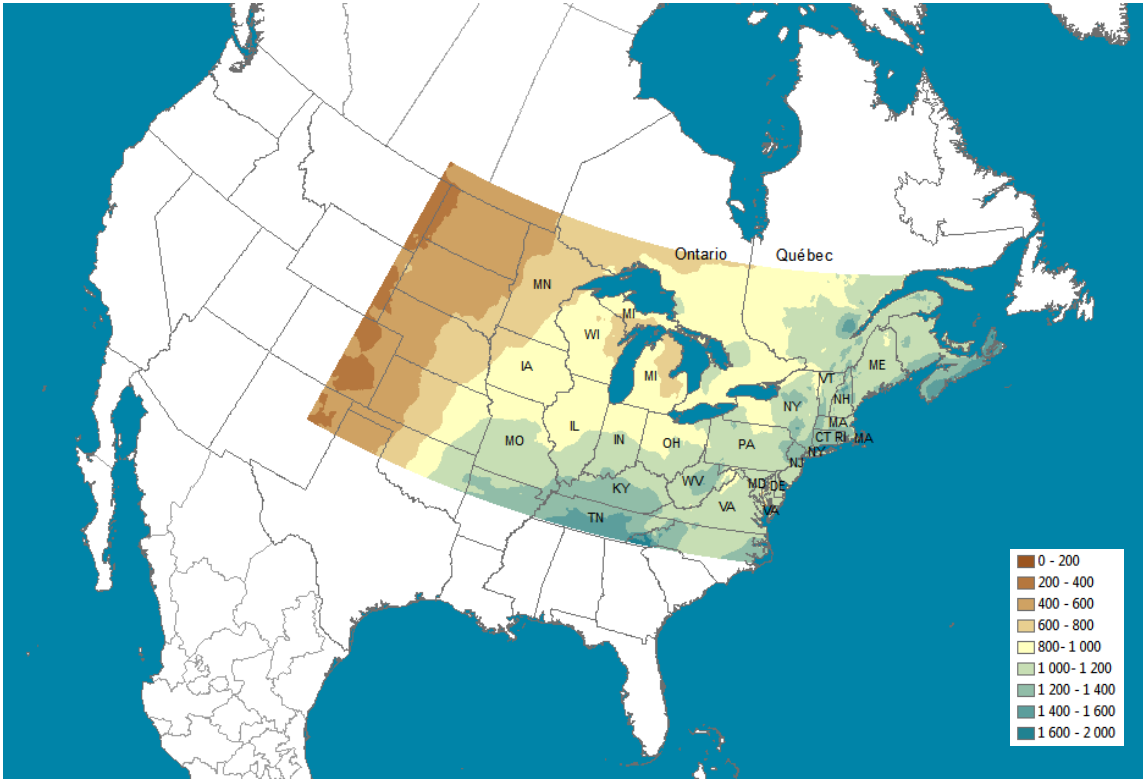 Ontario
Québec
MN
MI
WI
ME
IA
MI
VT
NH
NY
MA
IL
IN
OH
PA
CT RI MA
MO
NY
NJ
WV
MD DE
KY
VA
VA
TN
0 - 200
200 - 400
400 - 600
600 - 800
800- 1 000
1 000- 1 200
1 200 - 1 400
1 400 - 1 600
1 600 - 2 000